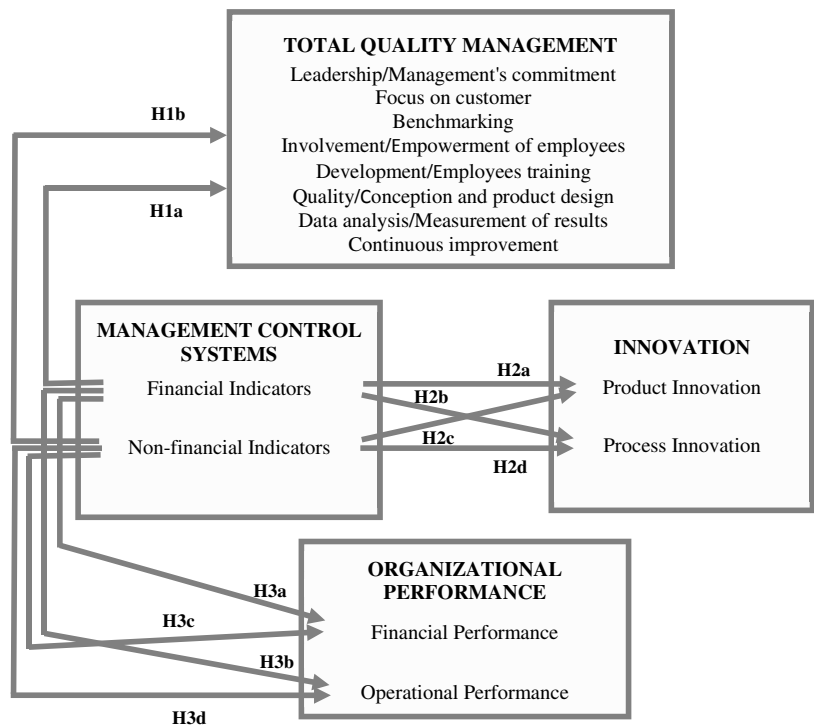 TOTAL QUALITY MANAGEMENT
Leadership/Management's commitment
Focus on customer
Benchmarking
Involvement/Empowerment of employees
Development/Employees training
Quality/Conception and product design
Data analysis/Measurement of results
Continuous improvement
H1b
H1a
MANAGEMENT CONTROL
SYSTEMS
Financial Indicators
Non-financial Indicators
H2a
H2b
H2c
H2d
INNOVATION
Product Innovation
Process Innovation
ORGANIZATIONAL
PERFORMANCE
Financial Performance
Operational Performance
H3a
H3c
H3b
H3d